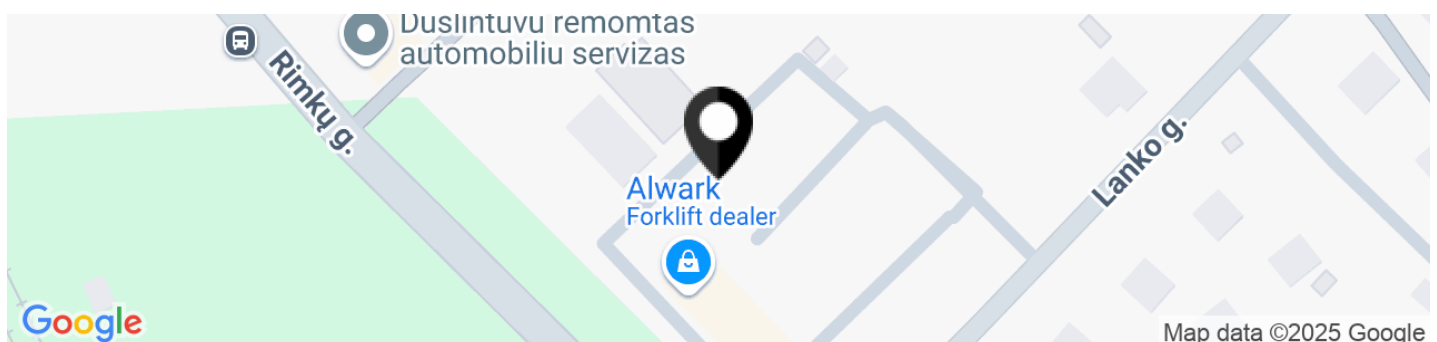 Duslintuvu remomtas
automobiliu servizas
Rimkų g.
Lanko g.
Alwark
Forklift dealer
Google
Map data ©2025 Google